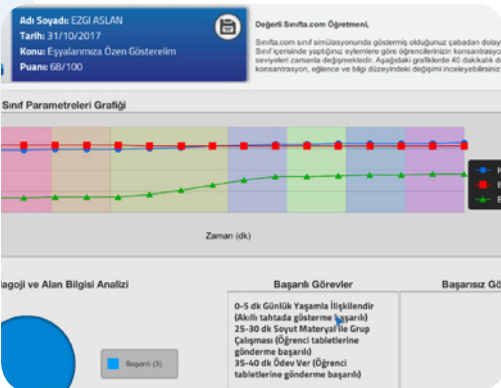 Adı Soyadı: EZGI ASLAN
Tarih: 31/10/2017
Konu: Eşyalarımıza Özen Gösterelim
Puanı: 68/100
Değerli Sınıfta.com Öğretmeni,
Sınıfta.com sınıf simülasyonunda göstermiş olduğunuz çabadan dolay
Sınıf içerisinde yaptığınız eylemlere göre öğrencilerinizin konsantrasyo
seviyeleri zamanla değişmektedir. Aşağıdaki grafiklerde 40 dakikalık d
konsantrasyon, eğlence ve bilgi düzeyindeki değişimi inceleyebilirsiniz.
Sınıf Parametreleri Grafiği
K
E
B
Zaman (dk)
agoji ve Alan Bilgisi Analizi
Başarılı (3)
Başarılı Görevler
0-5 dk Günlük Yaşamla İlişkilendir
(Akıllı tahtada gösterme başarılı)
25-30 dk Soyut Materyal ile Grup
Çalışması (Öğrenci tabletlerine
gönderme başarılı)
35-40 dk Ödev Ver (Öğrenci
tabletlerine gönderme başarılı)
Başarısız Gö